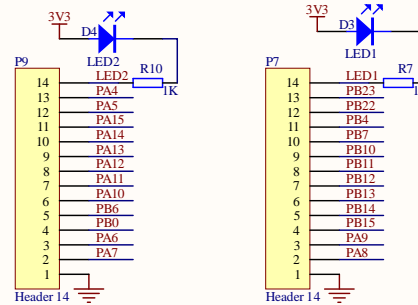 3V3
D4
LED2
P9
14 LED2 R10
1K
13 PA4
12 PA5
11 PA15
10 PA14
9 PA13
8 PA12
7 PA11
6 PA10
5 PB6
4 PB0
3 PA6
2 PA7
1
Header 14
3V3
D3
LED1
P7
14 LED1 R7
13 PB23
12 PB22
11 PB4
10 PB7
9 PB10
8 PB11
7 PB12
6 PB13
5 PB14
4 PB15
3 PA9
2 PA8
1
Header 14